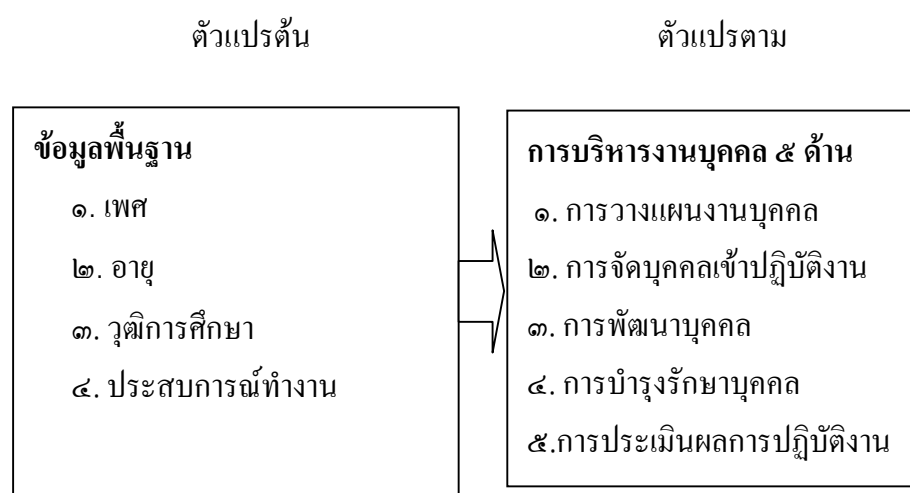 ตัวแปรต้น
ตัวแปรตาม
ข้อมูลพื้นฐาน
๑. เพศ
๒. อายุ
๓. วุฒิการศึกษา
๔. ประสบการณ์ทำงาน
การบริหารงานบุคคล ๕ ด้าน
๑. การวางแผนงานบุคคล
๒. การจัดบุคคลเข้าปฏิบัติงาน
๓. การพัฒนาบุคคล
๔. การบำรุงรักษาบุคคล
๕.การประเมินผลการปฏิบัติงาน